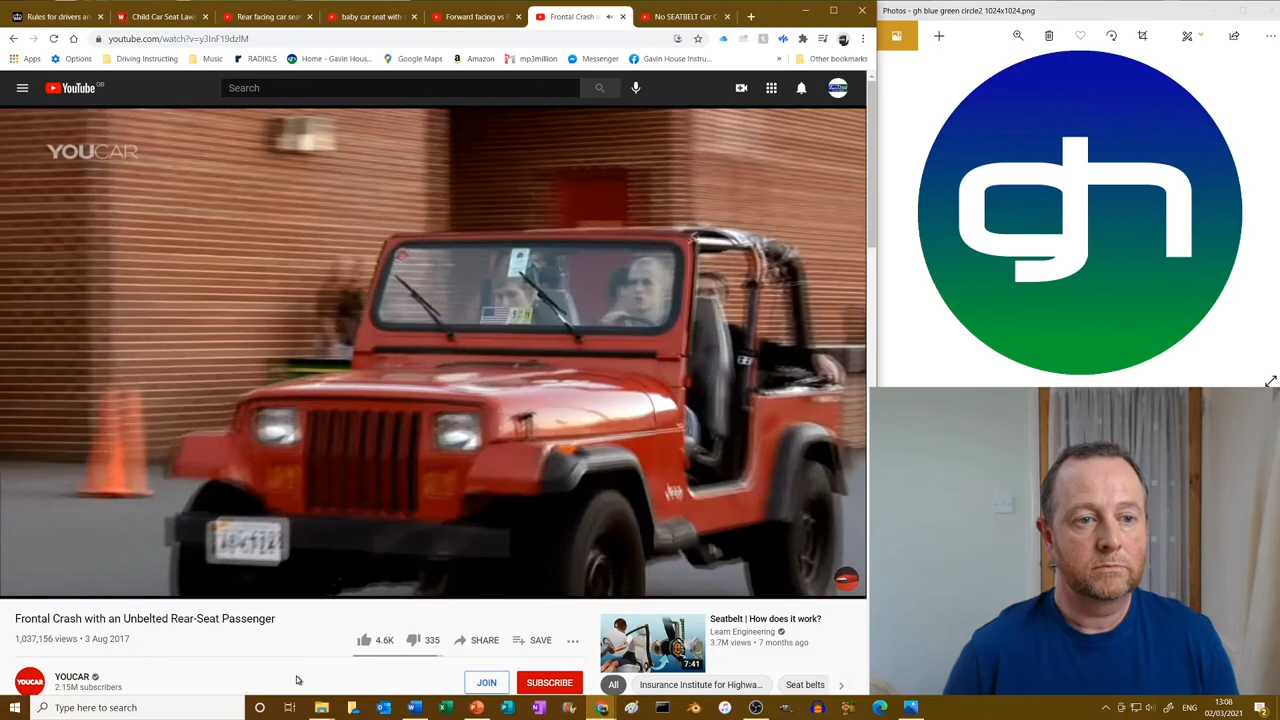 Rules for drivers an
Child Car Seat Law
Rear facing car sea
baby car seat with
Forward facing vs
Frontal Crash w
No SEATBELT Car C
Photos - gh blue green circle2 1024x1024.png
youtube.com/watch?v=y3InF19dzlM
Apps
Options
Driving Instructing
Music
RADIKLS
Home - Gavin Hous...
Google Maps
Amazon
mp3million
Messenger
Gavin House Instru...
»
Other bookmarks
YouTube GB
Search
YOUCAR
gh
Jeep
Frontal Crash with an Unbelted Rear-Seat Passenger
1,037,156 views • 3 Aug 2017
4.6K
335
SHARE
SAVE
YOUCAR
YOUCAR
2.15M subscribers
JOIN
SUBSCRIBE
Seatbelt | How does it work?
Learn Engineering
3.7M views • 7 months ago
7:41
All
Insurance Institute for Highwa...
Seat belts
Type here to search
ENG
13:08
02/03/2021
2